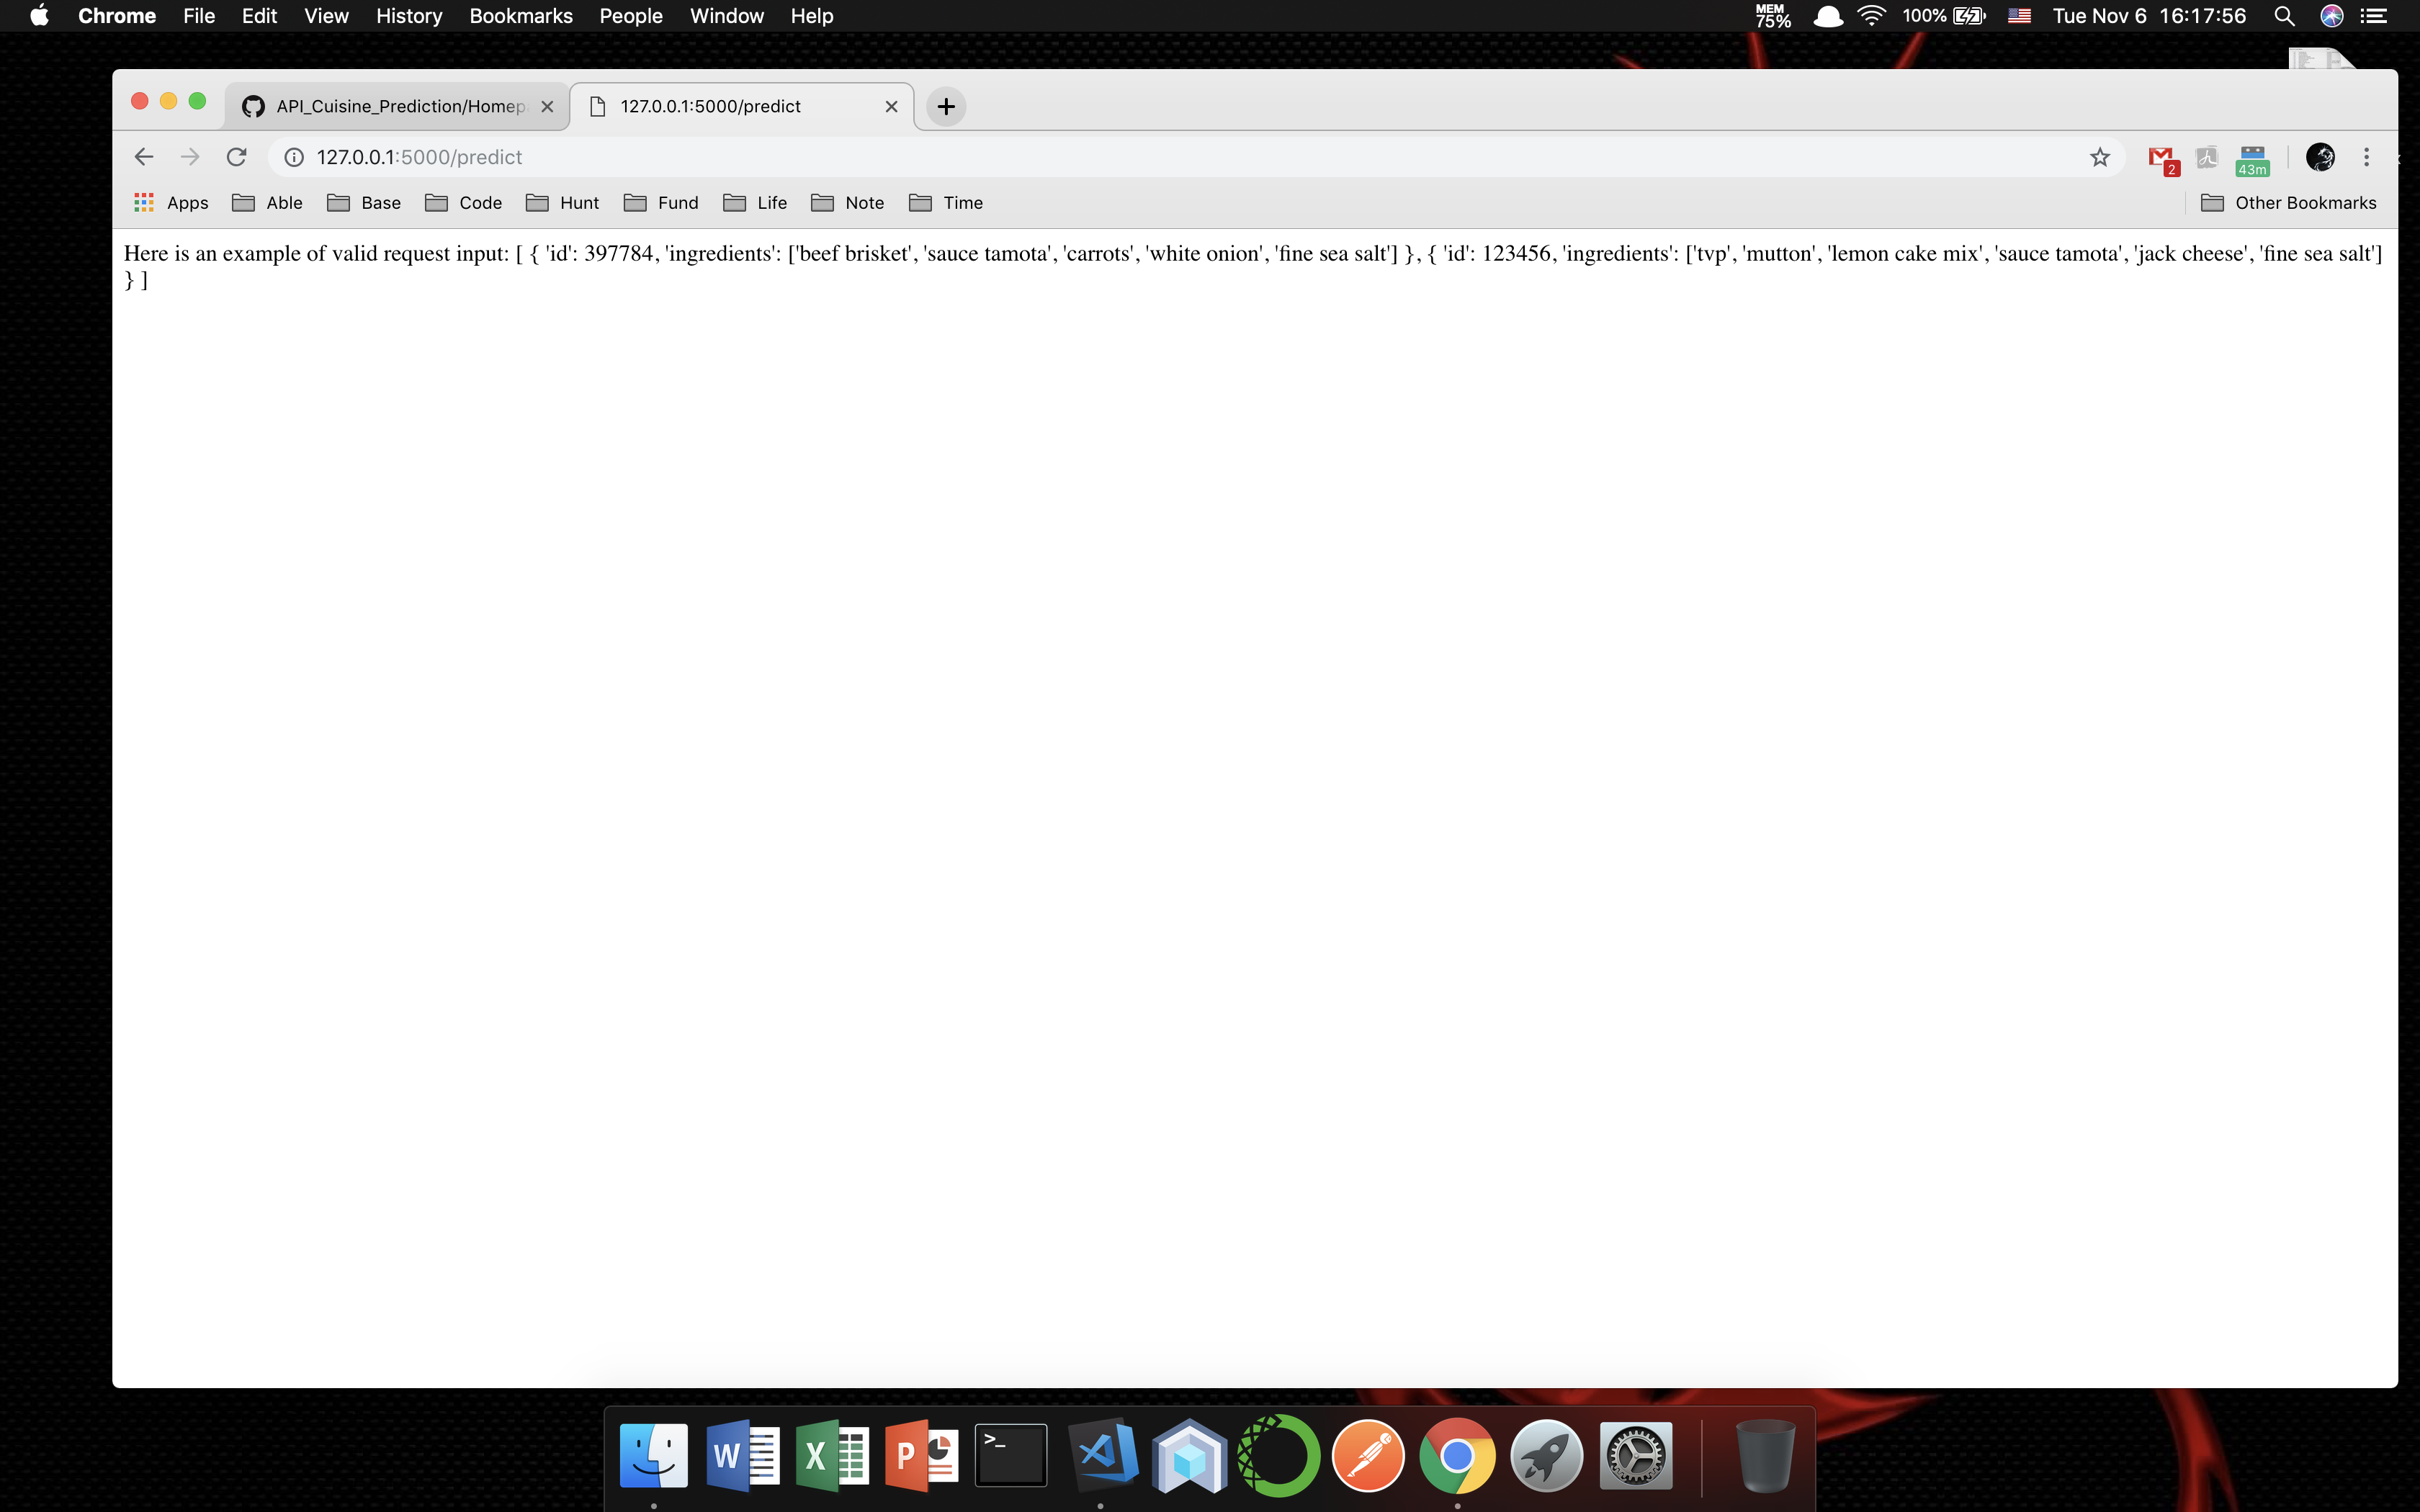 Chrome File Edit View History Bookmarks People Window Help MEM 75% 100% Tue Nov 6 16:17:56
API_Cuisine_Prediction/Homep 127.0.0.1:5000/predict
127.0.0.1:5000/predict 2 43m
Apps Able Base Code Hunt Fund Life Note Time Other Bookmarks
Here is an example of valid request input: [ { 'id': 397784, 'ingredients': ['beef brisket', 'sauce tamota', 'carrots', 'white onion', 'fine sea salt'] }, { 'id': 123456, 'ingredients': ['tvp', 'mutton', 'lemon cake mix', 'sauce tamota', 'jack cheese', 'fine sea salt']
} ]
W X P >_